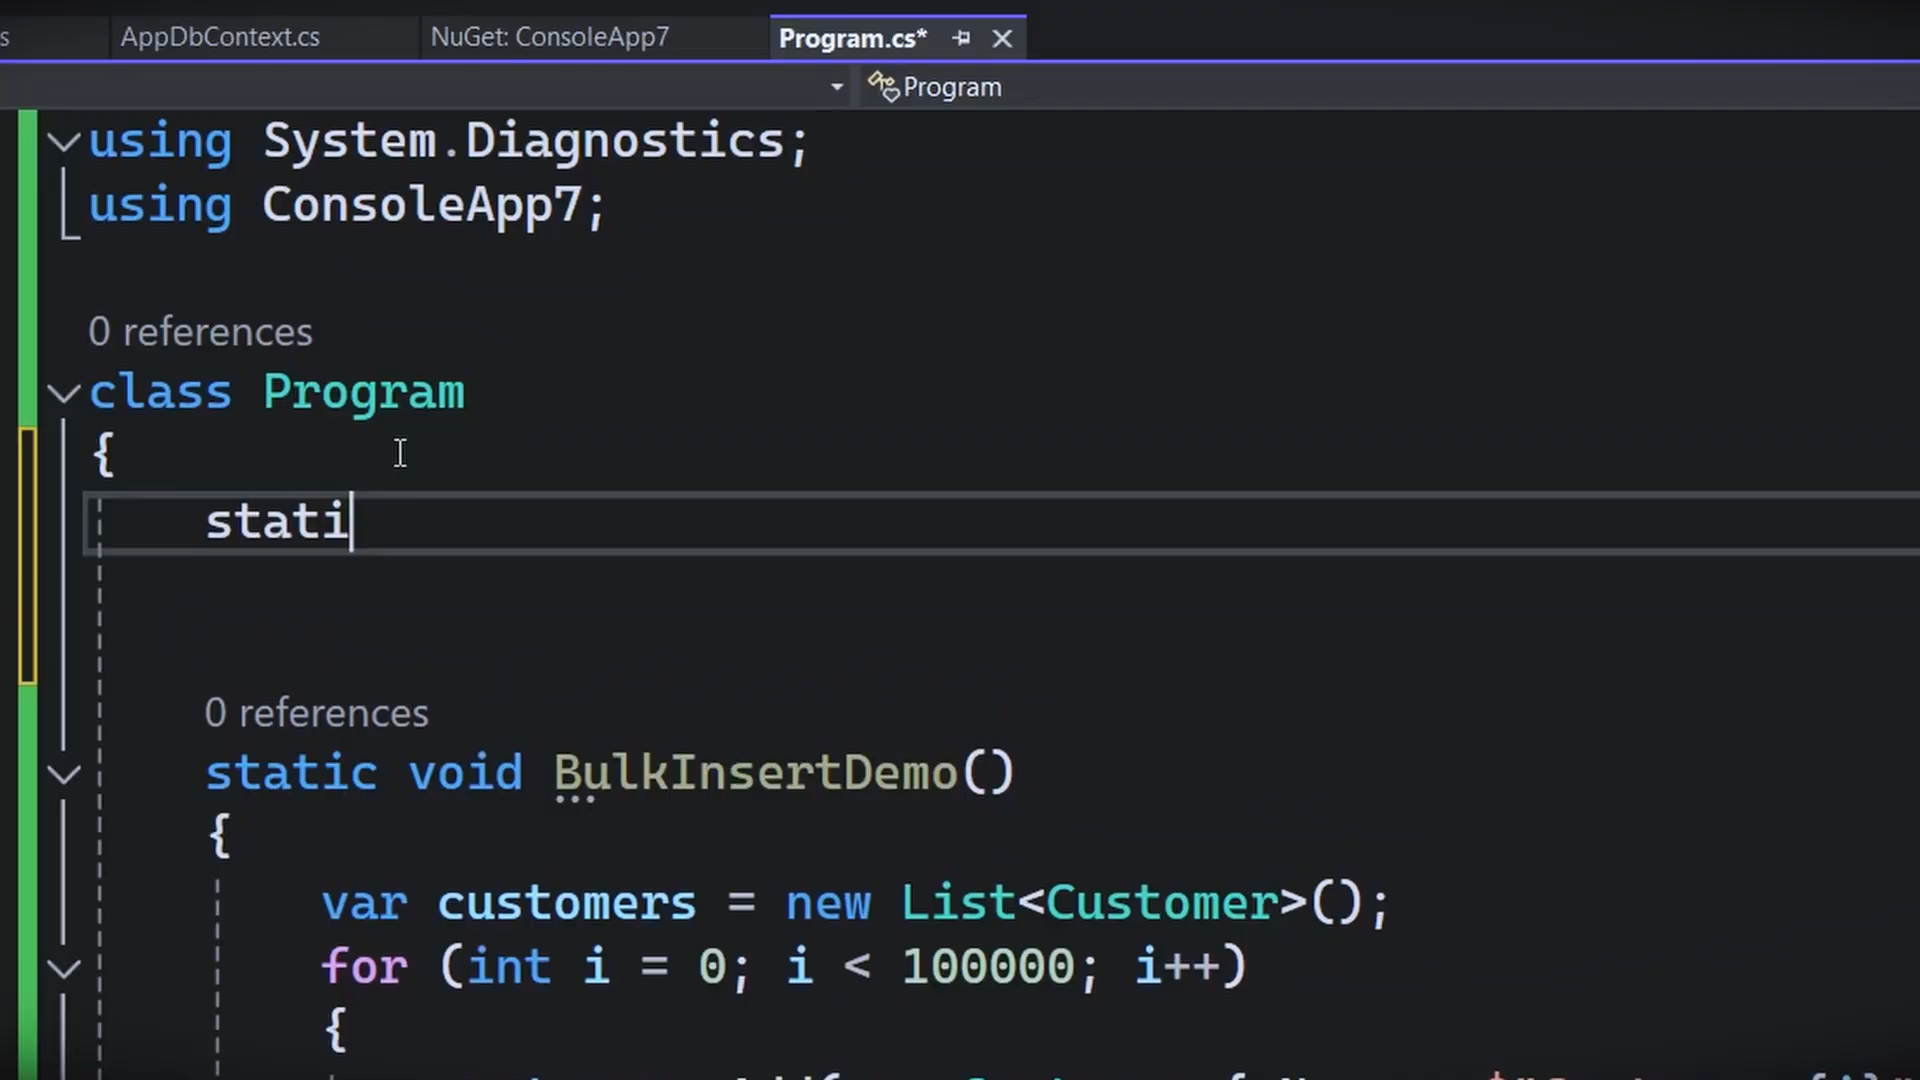 s AppDbContext.cs NuGet: ConsoleApp7 Program.cs*
Program
using System.Diagnostics;
using ConsoleApp7;
0 references
class Program
{
stati
0 references
static void BulkInsertDemo()
{
var customers = new List<Customer>();
for (int i = 0; i < 100000; i++)
{